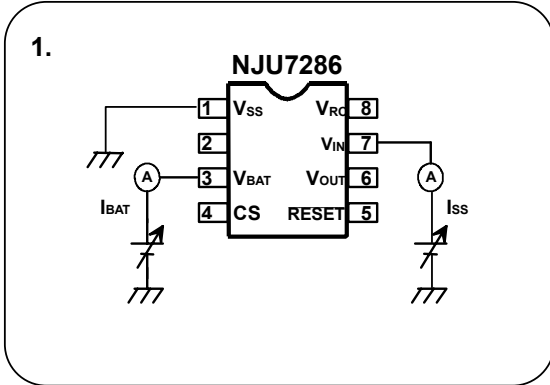 1.
NJU7286
1 VSS VRO 8
2 VIN 7
A 3 VBAT VOUT 6 A
IBAT 4 CS RESET 5 ISS